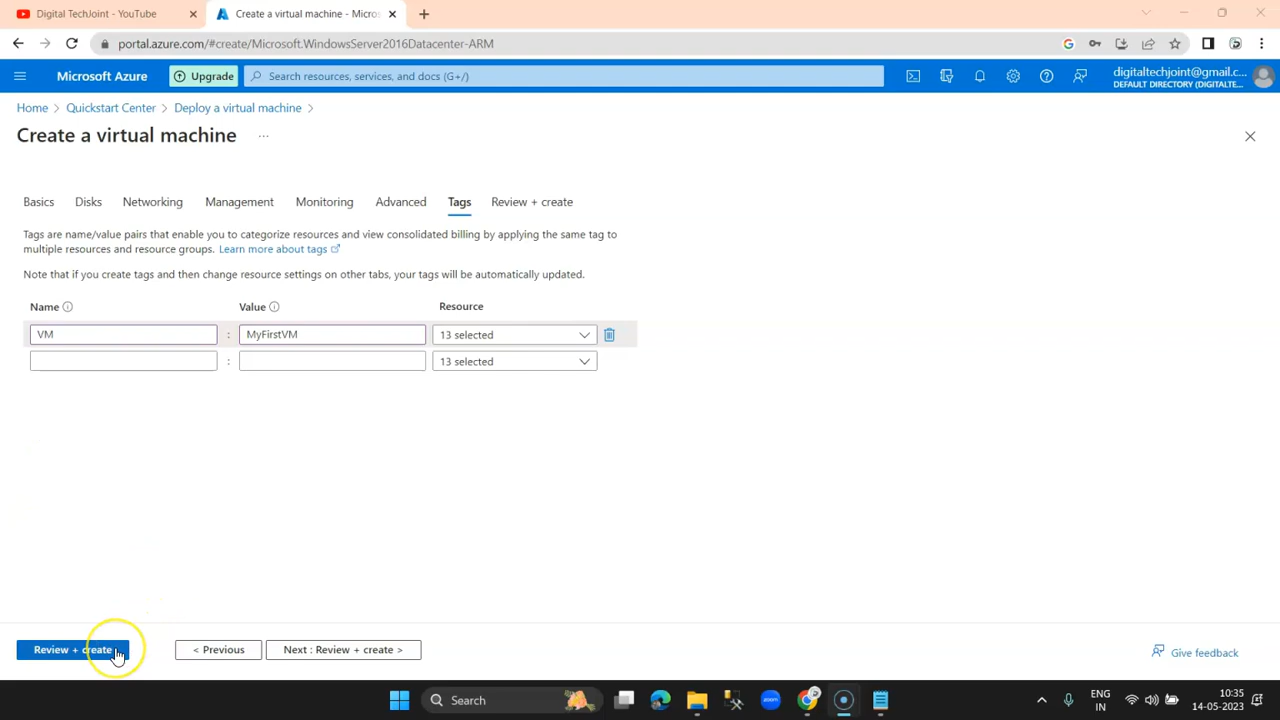 Digital TechJoint - YouTube
Create a virtual machine - Micros
portal.azure.com/#create/Microsoft.WindowsServer2016Datacenter-ARM
Microsoft Azure
Upgrade
Search resources, services, and docs (G+/)
digitaltechjoint@gmail.c...
DEFAULT DIRECTORY (DIGITALTE...
Home > Quickstart Center > Deploy a virtual machine >
Create a virtual machine ...
Basics Disks Networking Management Monitoring Advanced Tags Review + create
Tags are name/value pairs that enable you to categorize resources and view consolidated billing by applying the same tag to
multiple resources and resource groups. Learn more about tags
Note that if you create tags and then change resource settings on other tabs, your tags will be automatically updated.
Name Value Resource
VM : MyFirstVM 13 selected
: 13 selected
Review + create < Previous Next : Review + create > Give feedback
Search
zoom
ENG
IN
10:35
14-05-2023